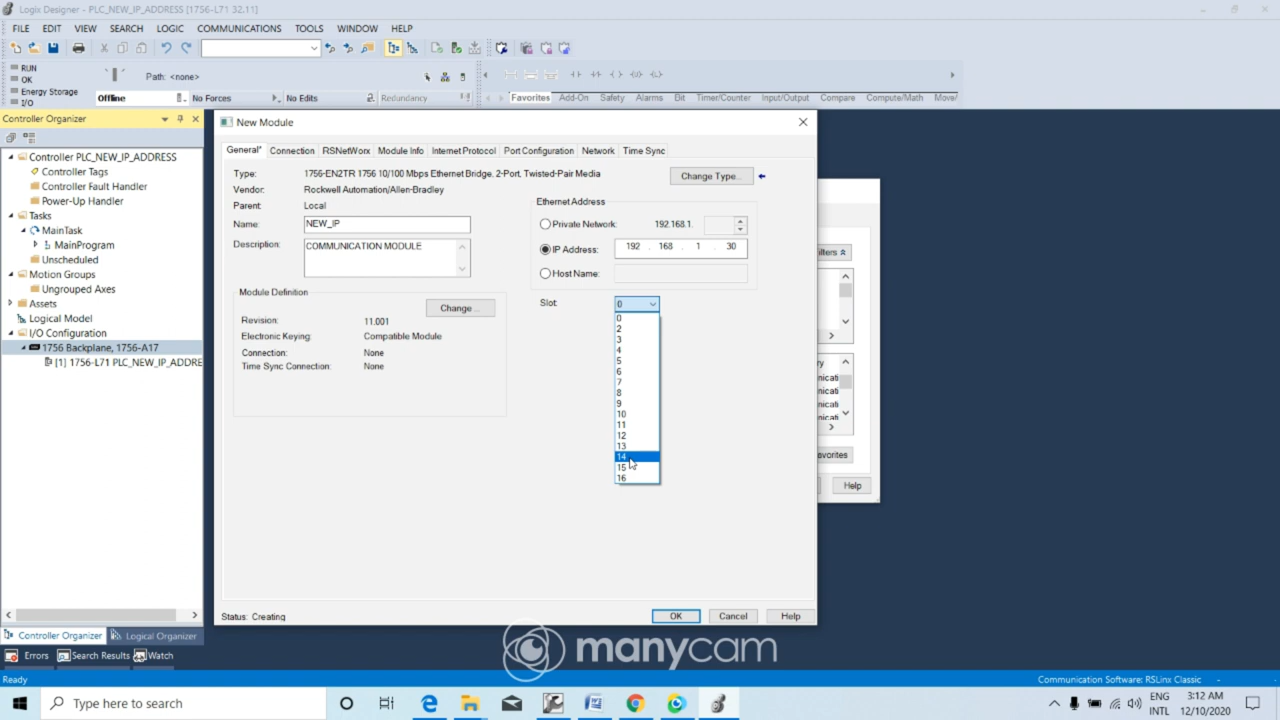 Logix Designer - PLC_NEW_IP_ADDRESS [1756-L71 32.11]
FILE EDIT VIEW SEARCH LOGIC COMMUNICATIONS TOOLS WINDOW HELP
RUN
OK
Energy Storage
I/O
Path: <none>
Offline No Forces No Edits Redundancy
Favorites Add-On Safety Alarms Bit Timer/Counter Input/Output Compare Compute/Math Move/
Controller Organizer
Controller PLC_NEW_IP_ADDRESS
Controller Tags
Controller Fault Handler
Power-Up Handler
Tasks
MainTask
MainProgram
Unscheduled
Motion Groups
Ungrouped Axes
Assets
Logical Model
I/O Configuration
1756 Backplane, 1756-A17
[1] 1756-L71 PLC_NEW_IP_ADDRE
Controller Organizer Logical Organizer
Errors Search Results Watch
New Module
General* Connection RSNetWorx Module Info Internet Protocol Port Configuration Network Time Sync
Type: 1756-EN2TR 1756 10/100 Mbps Ethernet Bridge, 2-Port, Twisted-Pair Media
Change Type...
Vendor: Rockwell Automation/Allen-Bradley
Parent: Local
Name: NEW_IP
Description: COMMUNICATION MODULE
Ethernet Address
Private Network: 192.168.1.
IP Address: 192 . 168 . 1 . 30
Host Name:
Slot: 0
0
2
3
4
5
6
7
8
9
10
11
12
13
14
15
16
Module Definition
Change ...
Revision: 11.001
Electronic Keying: Compatible Module
Connection: None
Time Sync Connection: None
Status: Creating
OK Cancel Help
ilters
ry
nicati
nicati
nicati
nicati
avorites
Help
manycam
Ready
Communication Software: RSLinx Classic
Type here to search
ENG
INTL
3:12 AM
12/10/2020